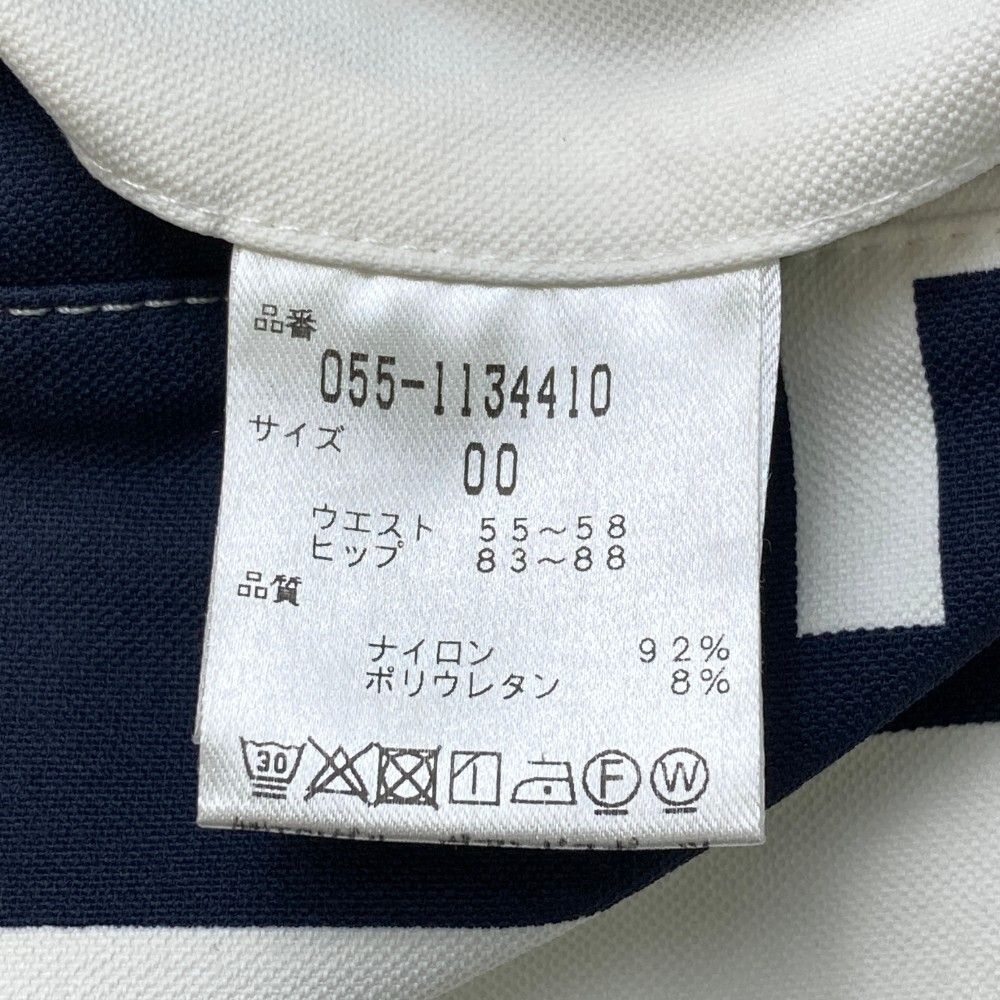 品番
055-1134410
サイズ
00
ウエスト 55～58
ヒップ 83～88
品質
ナイロン 92%
ポリウレタン 8%
30 F W